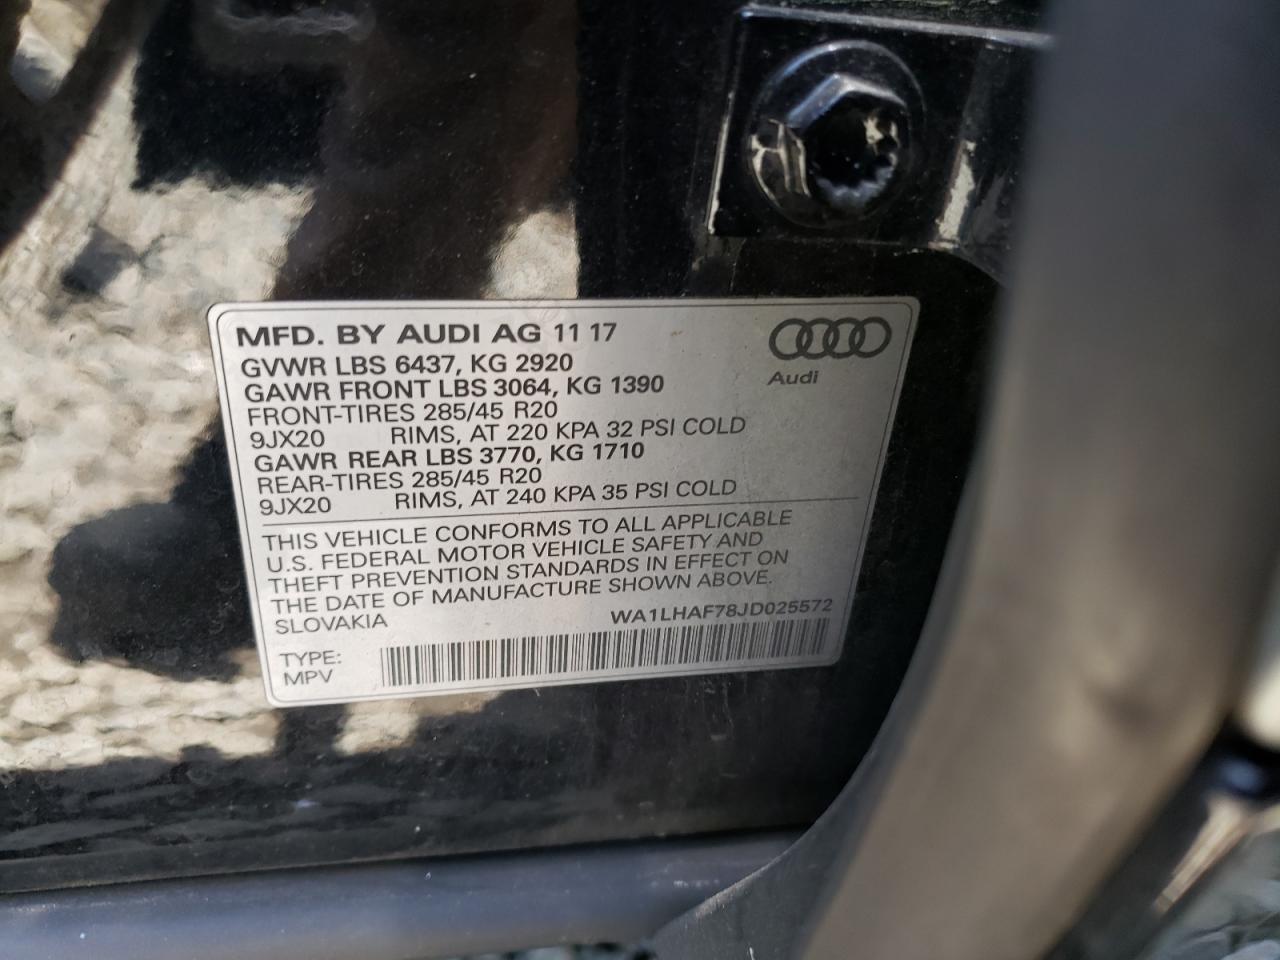 MFD. BY AUDI AG 11 17
Audi
GVWR LBS 6437, KG 2920
GAWR FRONT LBS 3064, KG 1390
FRONT-TIRES 285/45 R20
9JX20 RIMS, AT 220 KPA 32 PSI COLD
GAWR REAR LBS 3770, KG 1710
REAR-TIRES 285/45 R20
9JX20 RIMS, AT 240 KPA 35 PSI COLD
THIS VEHICLE CONFORMS TO ALL APPLICABLE
U.S. FEDERAL MOTOR VEHICLE SAFETY AND
THEFT PREVENTION STANDARDS IN EFFECT ON
THE DATE OF MANUFACTURE SHOWN ABOVE.
SLOVAKIA WA1LHAF78JD025572
TYPE:
MPV